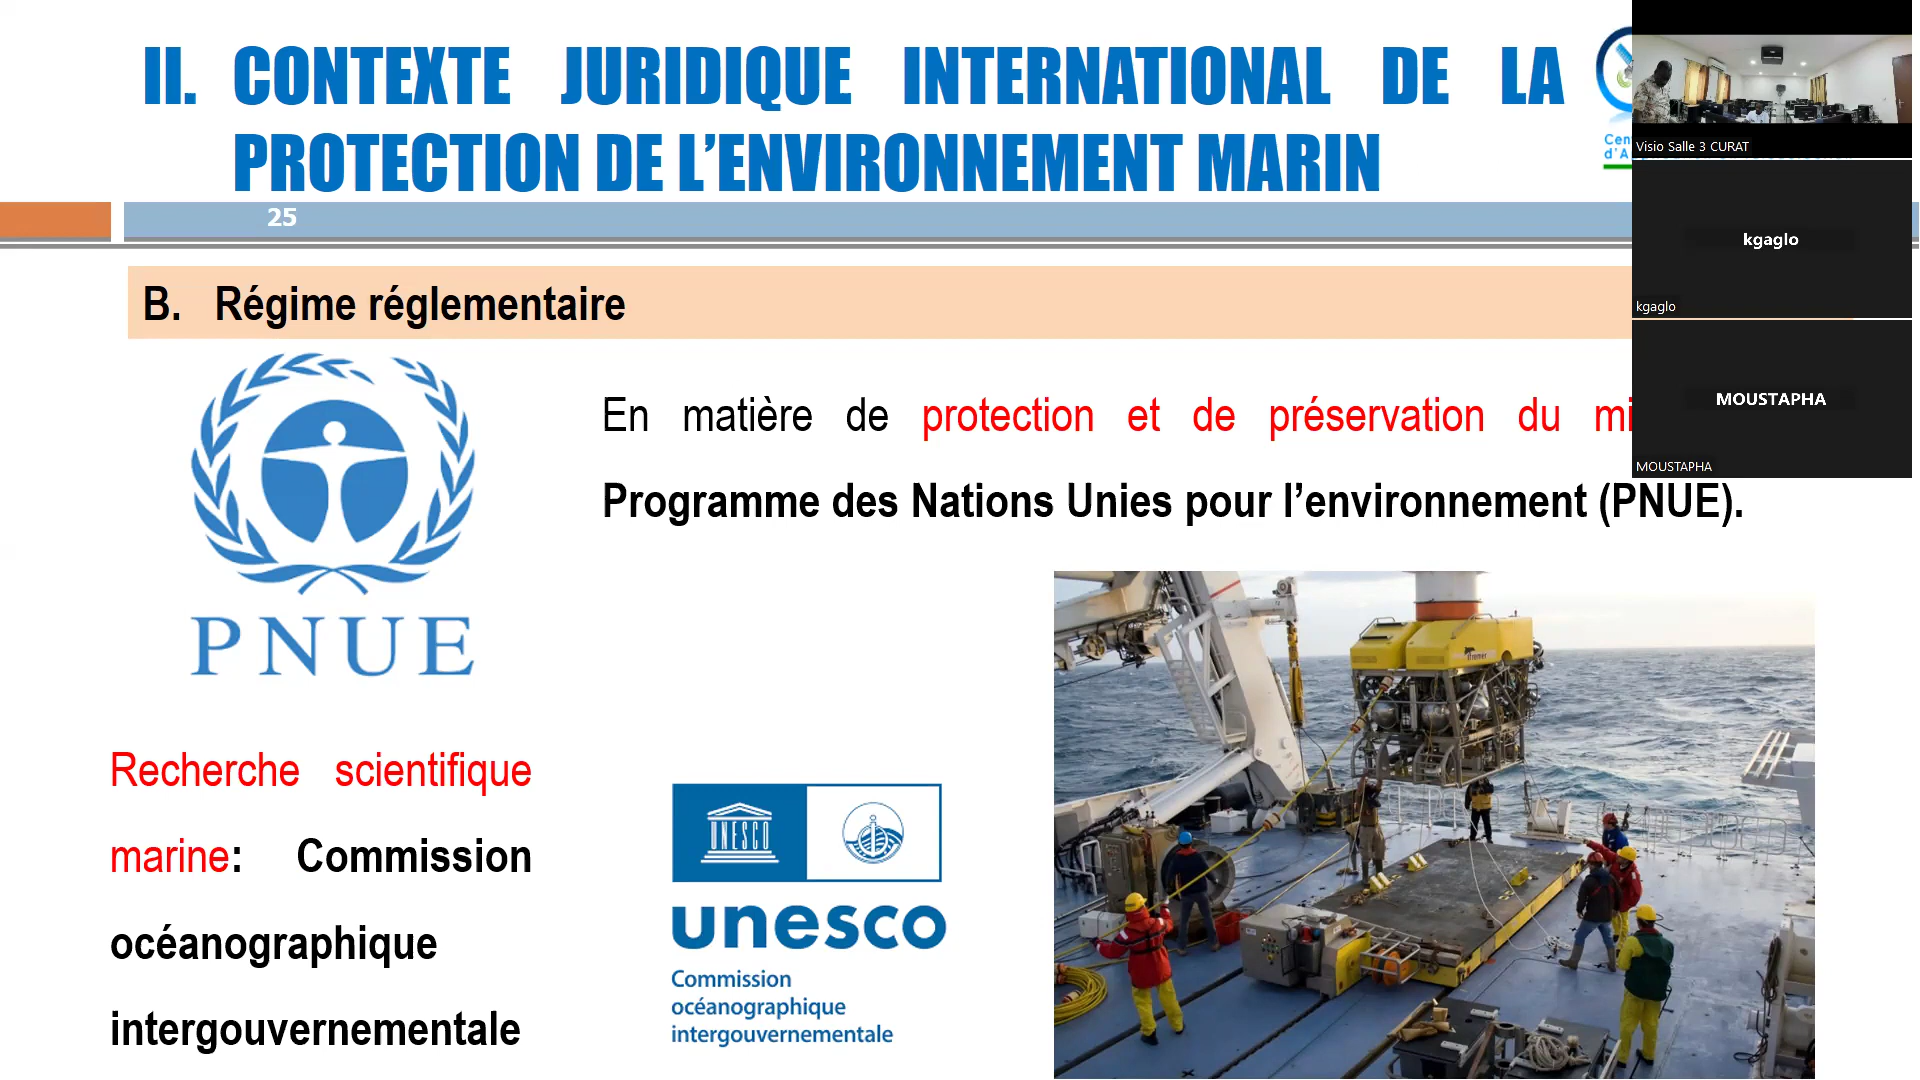 II. CONTEXTE JURIDIQUE INTERNATIONAL DE LA
PROTECTION DE L’ENVIRONNEMENT MARIN
25
B. Régime réglementaire
En matière de protection et de préservation du
Programme des Nations Unies pour l’environnement (PNUE).
PNUE
Recherche scientifique
marine: Commission
océanographique
intergouvernementale
UNESCO
unesco
Commission
océanographique
intergouvernementale
Ifremer
Visio Salle 3 CURAT
kgaglo
kgaglo
MOUSTAPHA
MOUSTAPHA